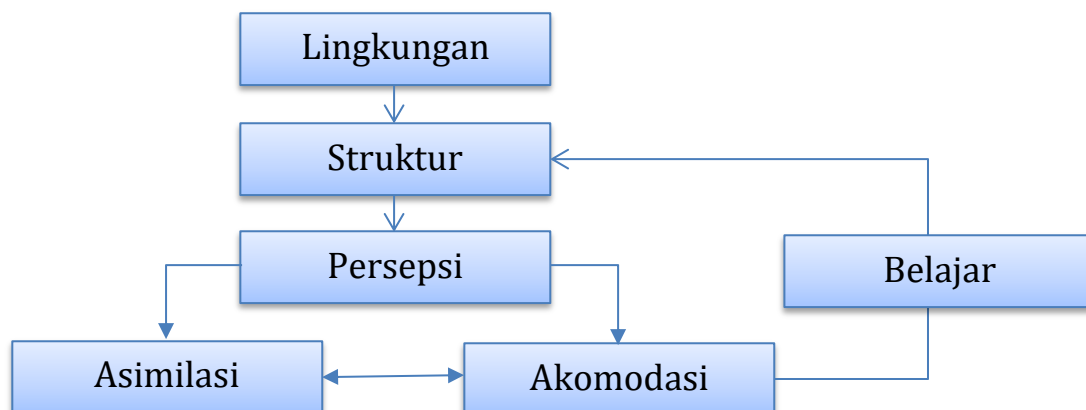 Lingkungan
Struktur
Persepsi
Belajar
Asimilasi
Akomodasi